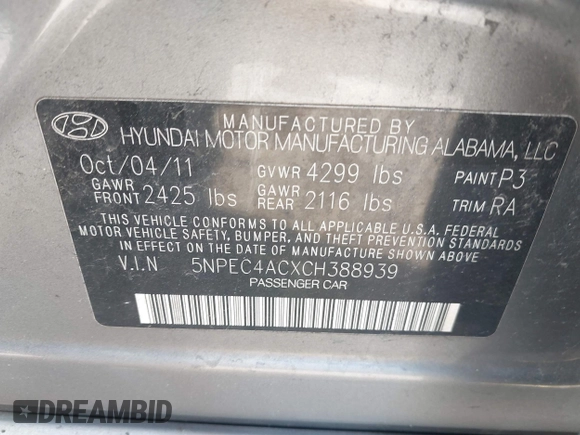 MANUFACTURED BY
HYUNDAI MOTOR MANUFACTURING ALABAMA, LLC
Oct/04/11 GVWR 4299 lbs PAINT P3
GAWR FRONT 2425 lbs GAWR REAR 2116 lbs TRIM RA
THIS VEHICLE CONFORMS TO ALL APPLICABLE U.S.A. FEDERAL
MOTOR VEHICLE SAFETY, BUMPER, AND THEFT PREVENTION STANDARDS
IN EFFECT ON THE DATE OF MANUFACTURE SHOWN ABOVE.
V.I.N 5NPEC4ACXCH388939
PASSENGER CAR
DREAMBID